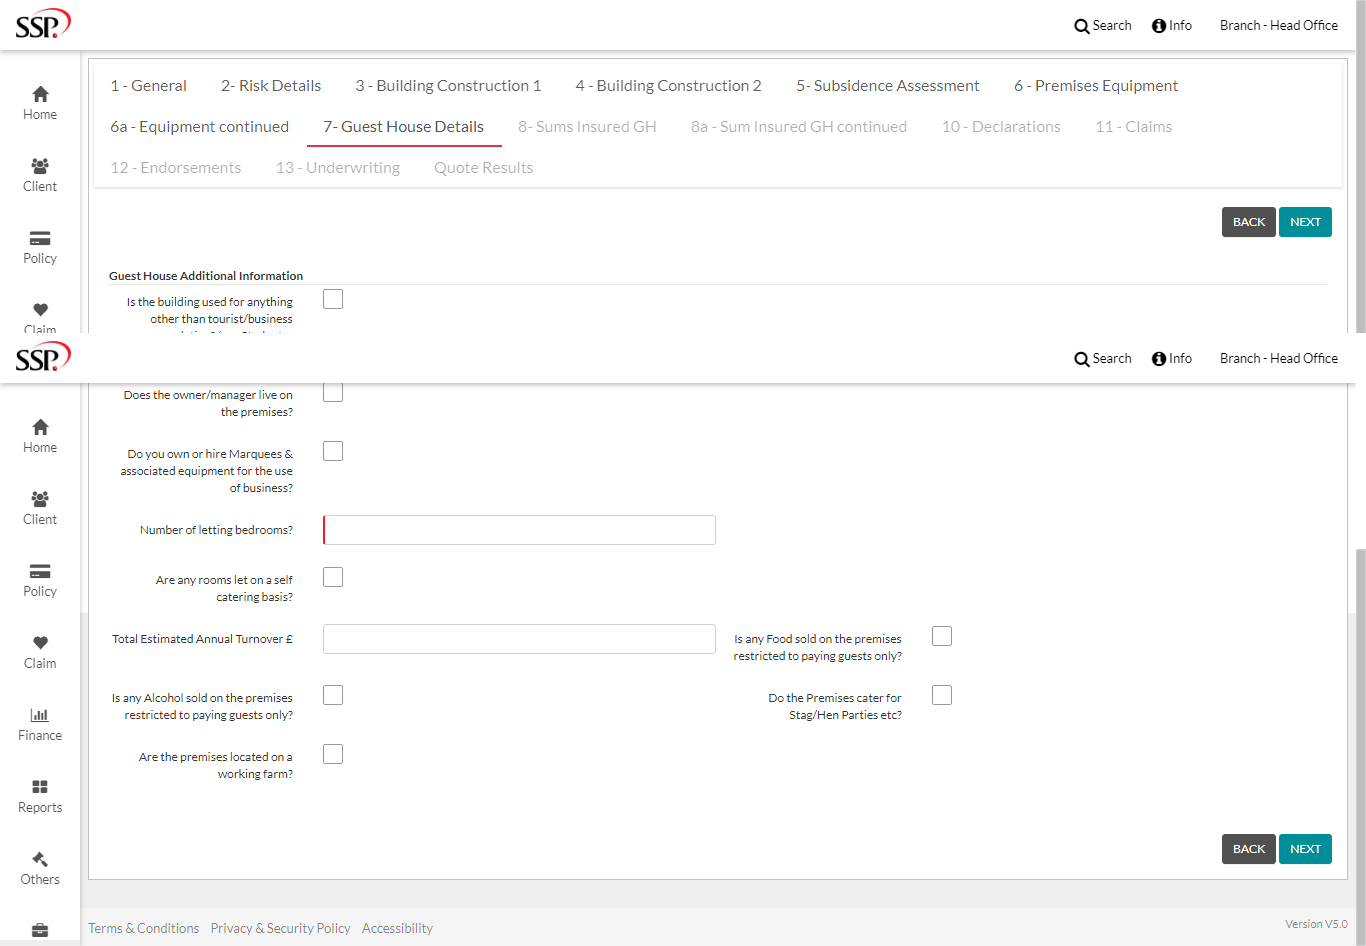 SSP.
Search
Info
Branch - Head Office
1 - General
2- Risk Details
3 - Building Construction 1
4 - Building Construction 2
5- Subsidence Assessment
6 - Premises Equipment
6a - Equipment continued
7- Guest House Details
8- Sums Insured GH
8a - Sum Insured GH continued
10 - Declarations
11 - Claims
12 - Endorsements
13 - Underwriting
Quote Results
Home
Client
Policy
Claim
BACK
NEXT
Guest House Additional Information
Is the building used for anything
other than tourist/business
SSP.
Search
Info
Branch - Head Office
Home
Client
Policy
Claim
Finance
Reports
Others
Does the owner/manager live on
the premises?
Do you own or hire Marquees &
associated equipment for the use
of business?
Number of letting bedrooms?
Are any rooms let on a self
catering basis?
Total Estimated Annual Turnover £
Is any Food sold on the premises
restricted to paying guests only?
Is any Alcohol sold on the premises
restricted to paying guests only?
Do the Premises cater for
Stag/Hen Parties etc?
Are the premises located on a
working farm?
BACK
NEXT
Terms & Conditions
Privacy & Security Policy
Accessibility
Version V5.0